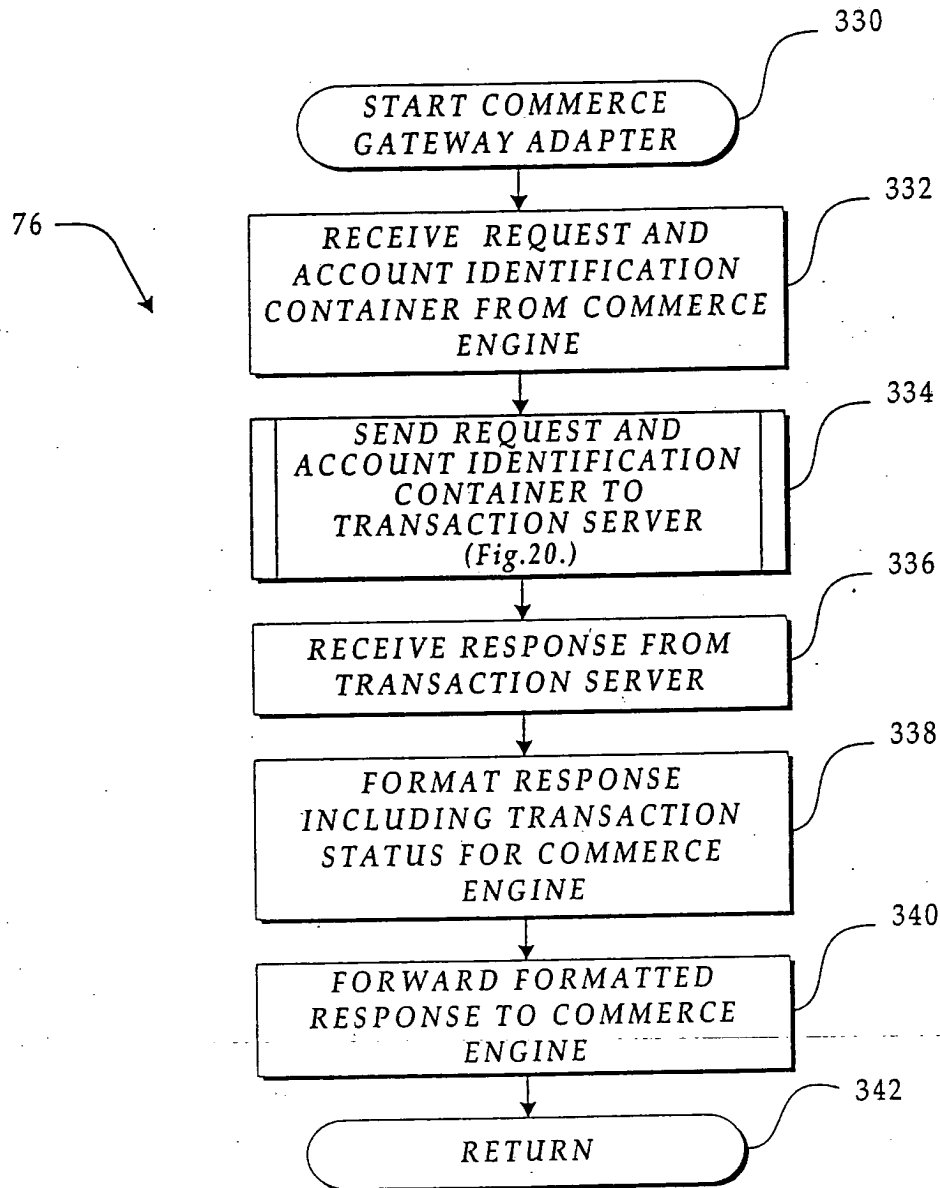 330
START COMMERCE
GATEWAY ADAPTER
332
76
RECEIVE REQUEST AND
ACCOUNT IDENTIFICATION
CONTAINER FROM COMMERCE
ENGINE
334
SEND REQUEST AND
ACCOUNT IDENTIFICATION
CONTAINER TO
TRANSACTION SERVER
(Fig.20.)
336
RECEIVE RESPONSE FROM
TRANSACTION SERVER
338
FORMAT RESPONSE
INCLUDING TRANSACTION
STATUS FOR COMMERCE
ENGINE
340
FORWARD FORMATTED
RESPONSE TO COMMERCE
ENGINE
342
RETURN